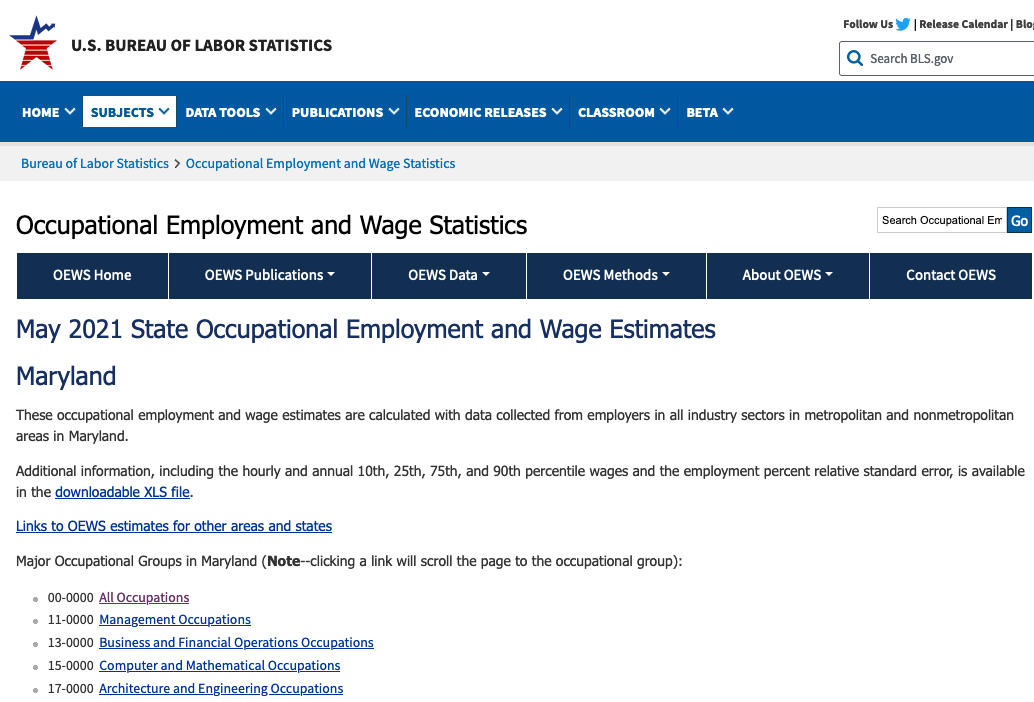 Follow Us | Release Calendar |
U.S. BUREAU OF LABOR STATISTICS
Search BLS.gov
HOME SUBJECTS DATA TOOLS PUBLICATIONS ECONOMIC RELEASES CLASSROOM BETA
Bureau of Labor Statistics > Occupational Employment and Wage Statistics
Occupational Employment and Wage Statistics
Search Occupational Em Go
OEWS Home OEWS Publications OEWS Data OEWS Methods About OEWS Contact OEWS
May 2021 State Occupational Employment and Wage Estimates
Maryland
These occupational employment and wage estimates are calculated with data collected from employers in all industry sectors in metropolitan and nonmetropolitan
areas in Maryland.
Additional information, including the hourly and annual 10th, 25th, 75th, and 90th percentile wages and the employment percent relative standard error, is available
in the downloadable XLS file.
Links to OEWS estimates for other areas and states
Major Occupational Groups in Maryland (Note--clicking a link will scroll the page to the occupational group):
00-0000 All Occupations
11-0000 Management Occupations
13-0000 Business and Financial Operations Occupations
15-0000 Computer and Mathematical Occupations
17-0000 Architecture and Engineering Occupations